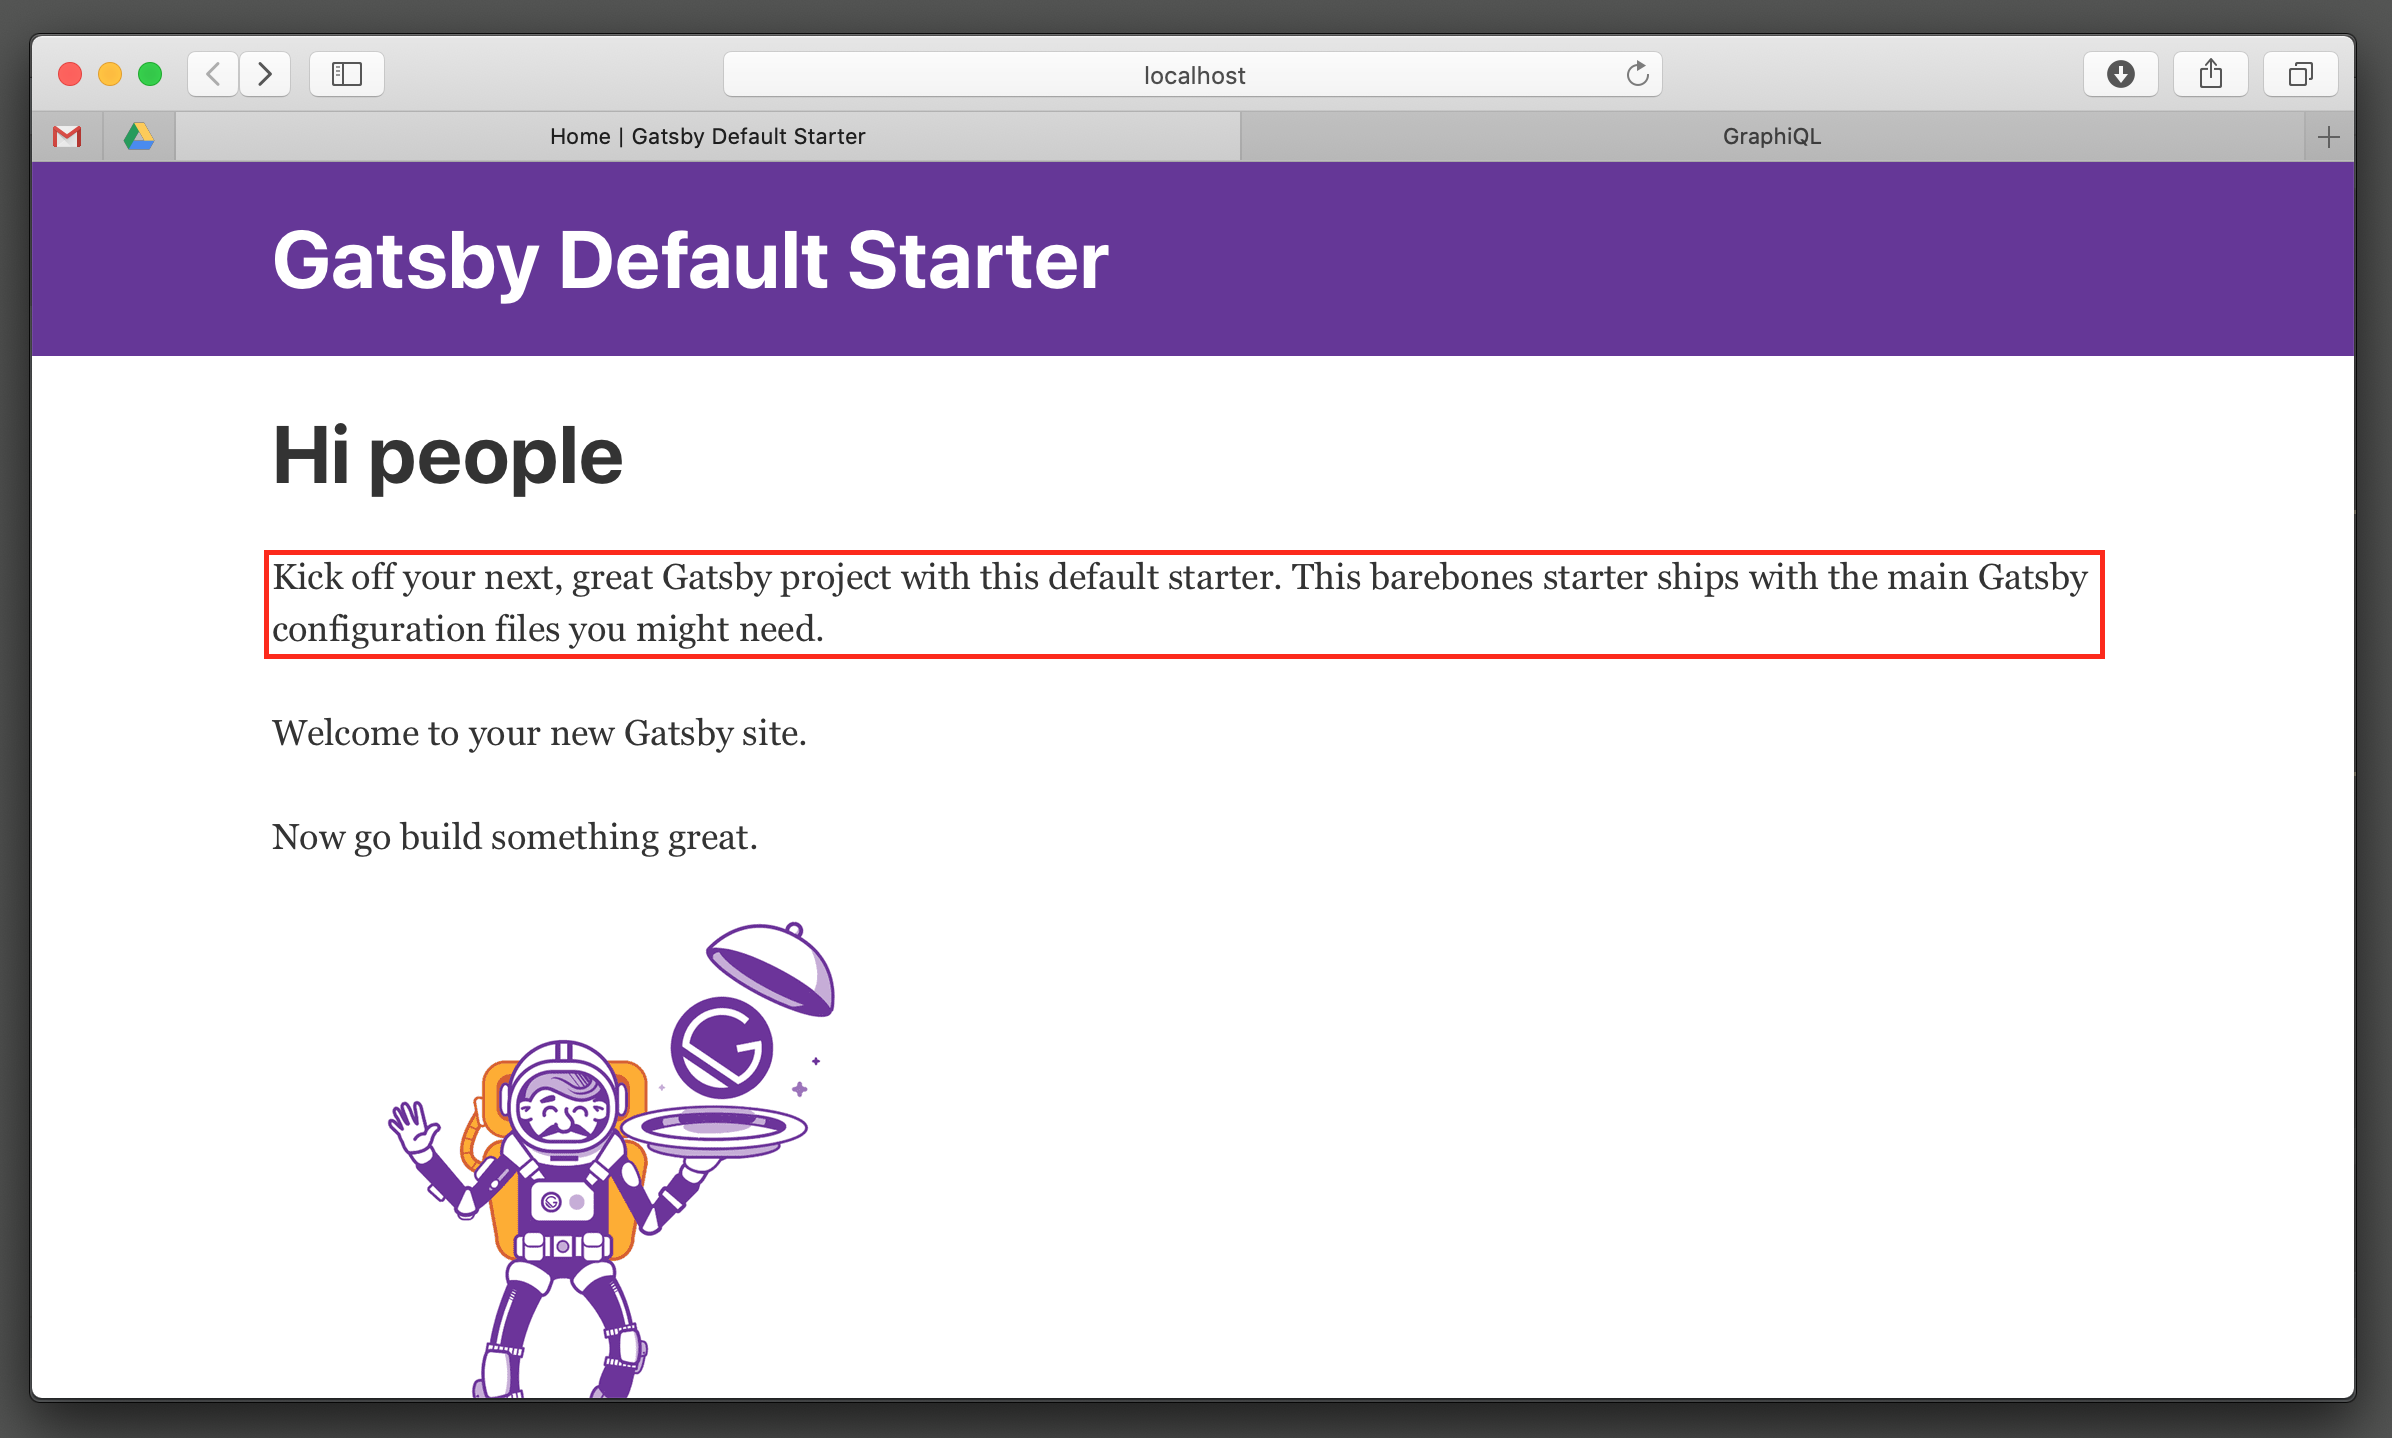 localhost
Home | Gatsby Default Starter
GraphiQL
Gatsby Default Starter
Hi people
Kick off your next, great Gatsby project with this default starter. This barebones starter ships with the main Gatsby
configuration files you might need.
Welcome to your new Gatsby site.
Now go build something great.